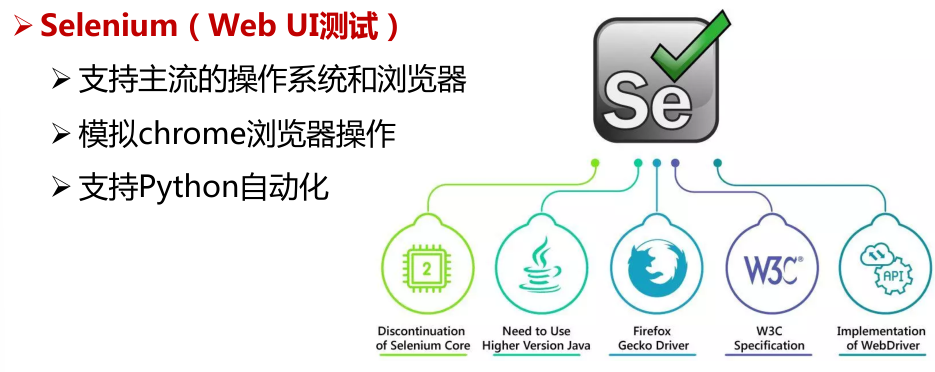 Selenium（Web UI测试）
支持主流的操作系统和浏览器
模拟chrome浏览器操作
支持Python自动化
Se
2
W3C®
API
Discontinuation
of Selenium Core
Need to Use
Higher Version Java
Firefox
Gecko Driver
W3C
Specification
Implementation
of WebDriver